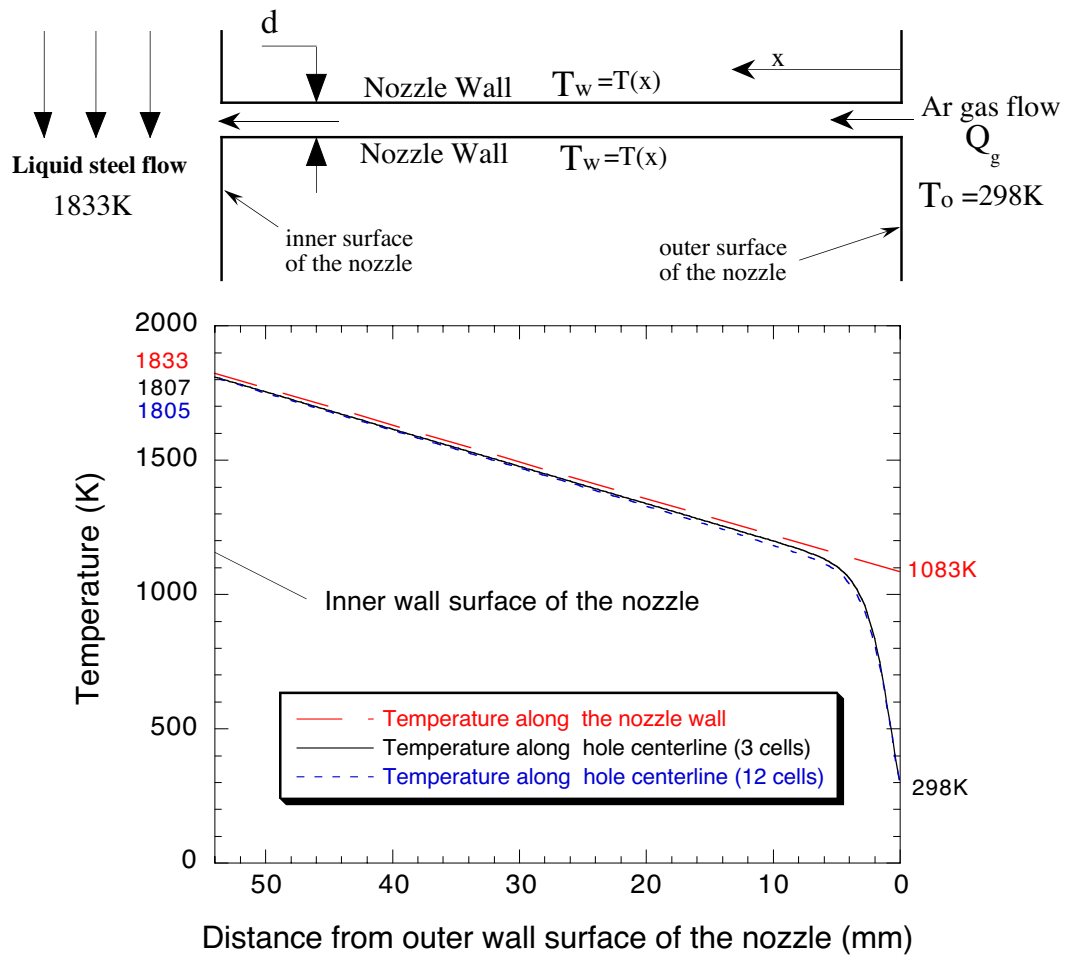 d
x
Nozzle Wall
Tw =T(x)
Ar gas flow
Qg
Nozzle Wall
Tw =T(x)
Liquid steel flow
1833K
To =298K
inner surface
of the nozzle
outer surface
of the nozzle
2000
1833
1807
1805
1500
1000
500
0
Temperature (K)
1083K
Inner wall surface of the nozzle
Temperature along the nozzle wall
Temperature along hole centerline (3 cells)
Temperature along hole centerline (12 cells)
298K
50
40
30
20
10
0
Distance from outer wall surface of the nozzle (mm)